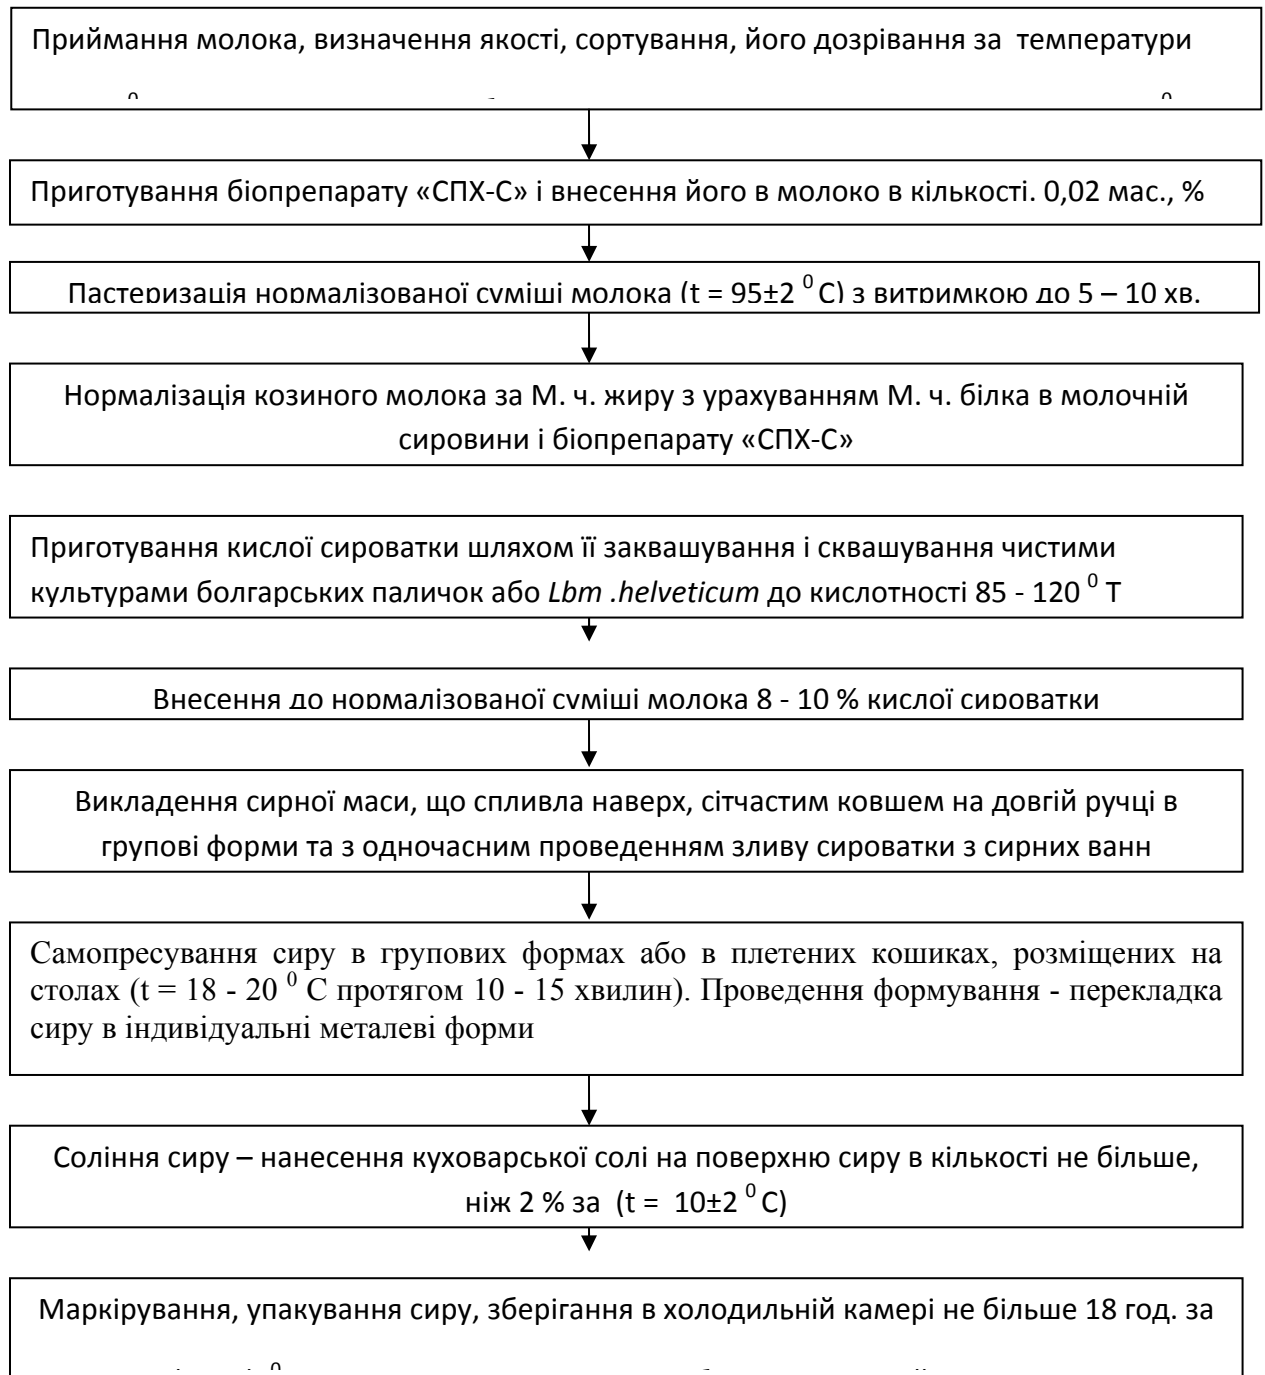 Приймання молока, визначення якості, сортування, його дозрівання за температури
Приготування біопрепарату «СПХ-С» і внесення його в молоко в кількості. 0,02 мас., %
Пастеризація нормалізованої суміші молока (t = 95±2 ⁰ С) з витримкою до 5 – 10 хв.
Нормалізація козиного молока за М. ч. жиру з урахуванням М. ч. білка в молочній
сировини і біопрепарату «СПХ-С»
Приготування кислої сироватки шляхом її заквашування і сквашування чистими
культурами болгарських паличок або Lbm .helveticum до кислотності 85 - 120 ⁰ Т
Внесення до нормалізованої суміші молока 8 - 10 % кислої сироватки
Викладення сирної маси, що спливла наверх, сітчастим ковшем на довгій ручці в
групові форми та з одночасним проведенням зливу сироватки з сирних ванн
Самопресування сиру в групових формах або в плетених кошиках, розміщених на
столах (t = 18 - 20 ⁰ С протягом 10 - 15 хвилин). Проведення формування - перекладка
сиру в індивідуальні металеві форми
Соління сиру – нанесення куховарської солі на поверхню сиру в кількості не більше,
ніж 2 % за  (t =  10±2 ⁰ С)
Маркірування, упакування сиру, зберігання в холодильній камері не більше 18 год. за